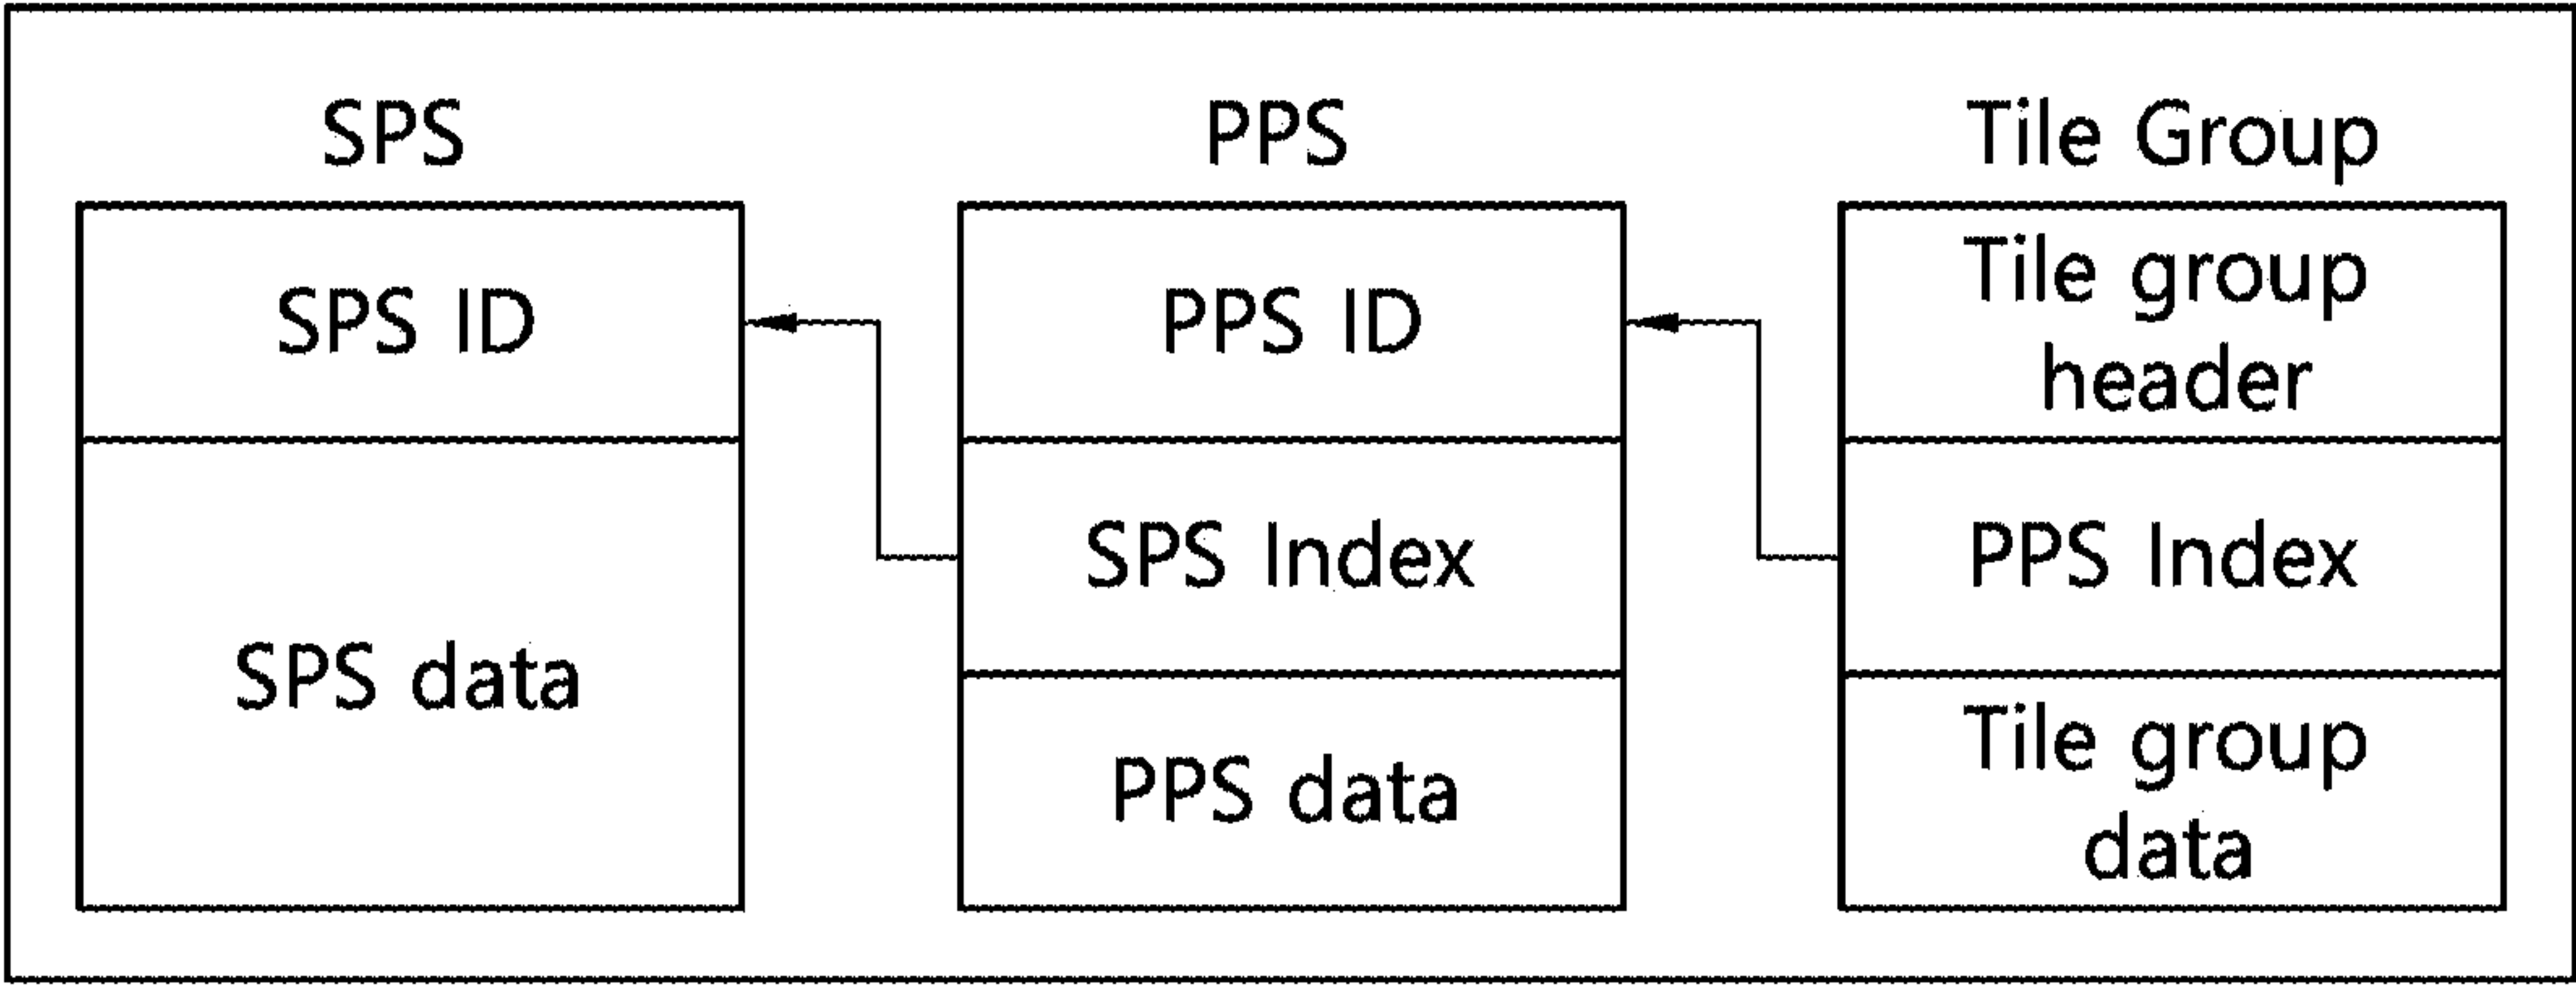 SPS
SPS ID
SPS data
PPS
PPS ID
SPS Index
PPS data
Tile Group
Tile group
header
PPS Index
Tile group
data